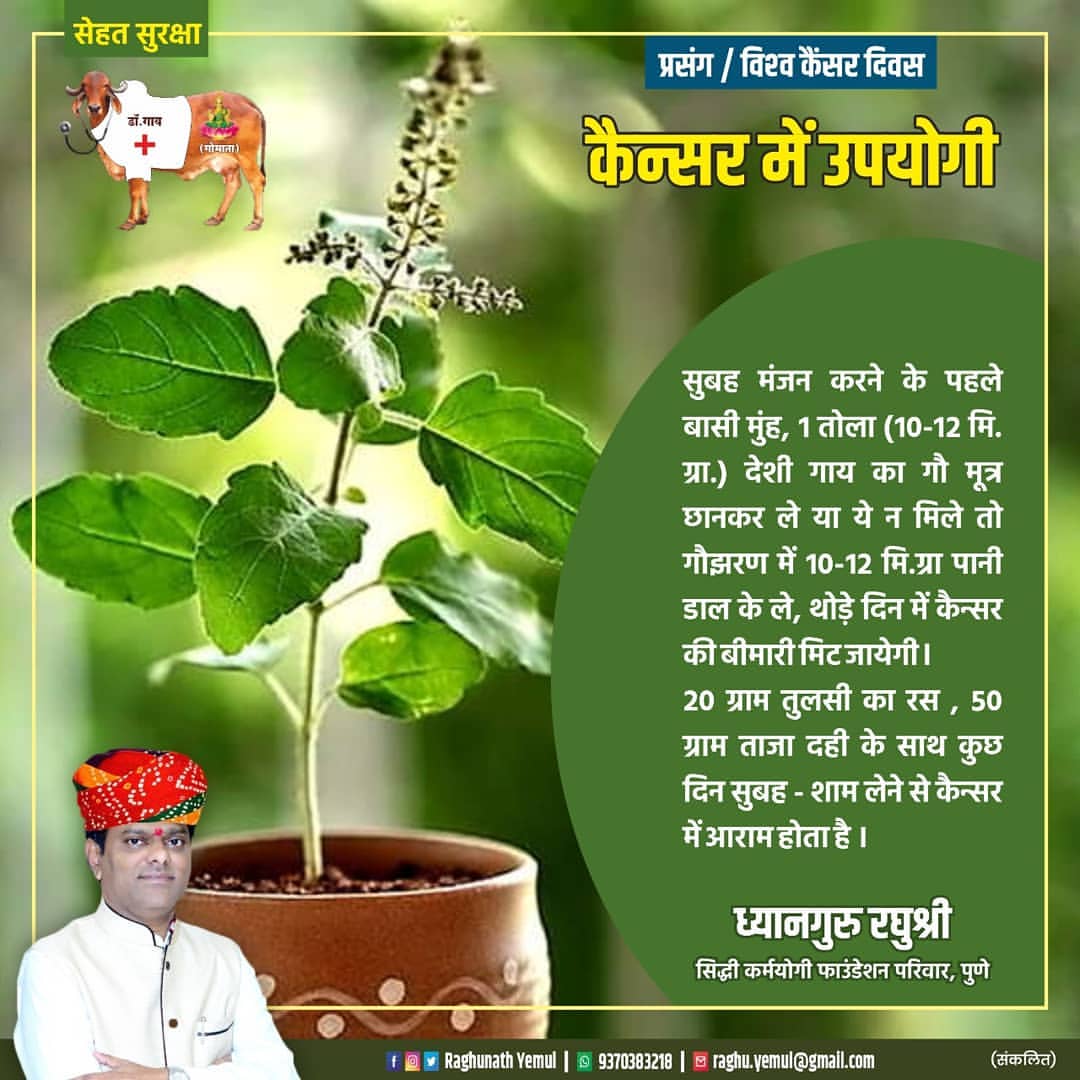 सेहत सुरक्षा
डॉ.गाय
(गोमाता)
प्रसंग / विश्व कैंसर दिवस
कैन्सर में उपयोगी
सुबह मंजन करने के पहले
बासी मुंह, 1 तोला (10-12 मि.
ग्रा.) देशी गाय का गौ मूत्र
छानकर ले या ये न मिले तो
गौझरण में 10-12 मि.ग्रा पानी
डाल के ले, थोड़े दिन में कैन्सर
की बीमारी मिट जायेगी।
20 ग्राम तुलसी का रस , 50
ग्राम ताजा दही के साथ कुछ
दिन सुबह - शाम लेने से कैन्सर
में आराम होता है ।
ध्यानगुरु रघुश्री
सिद्धी कर्मयोगी फाउंडेशन परिवार, पुणे
Raghunath Yemul | 9370383218 | raghu.yemul@gmail.com
(संकलित)